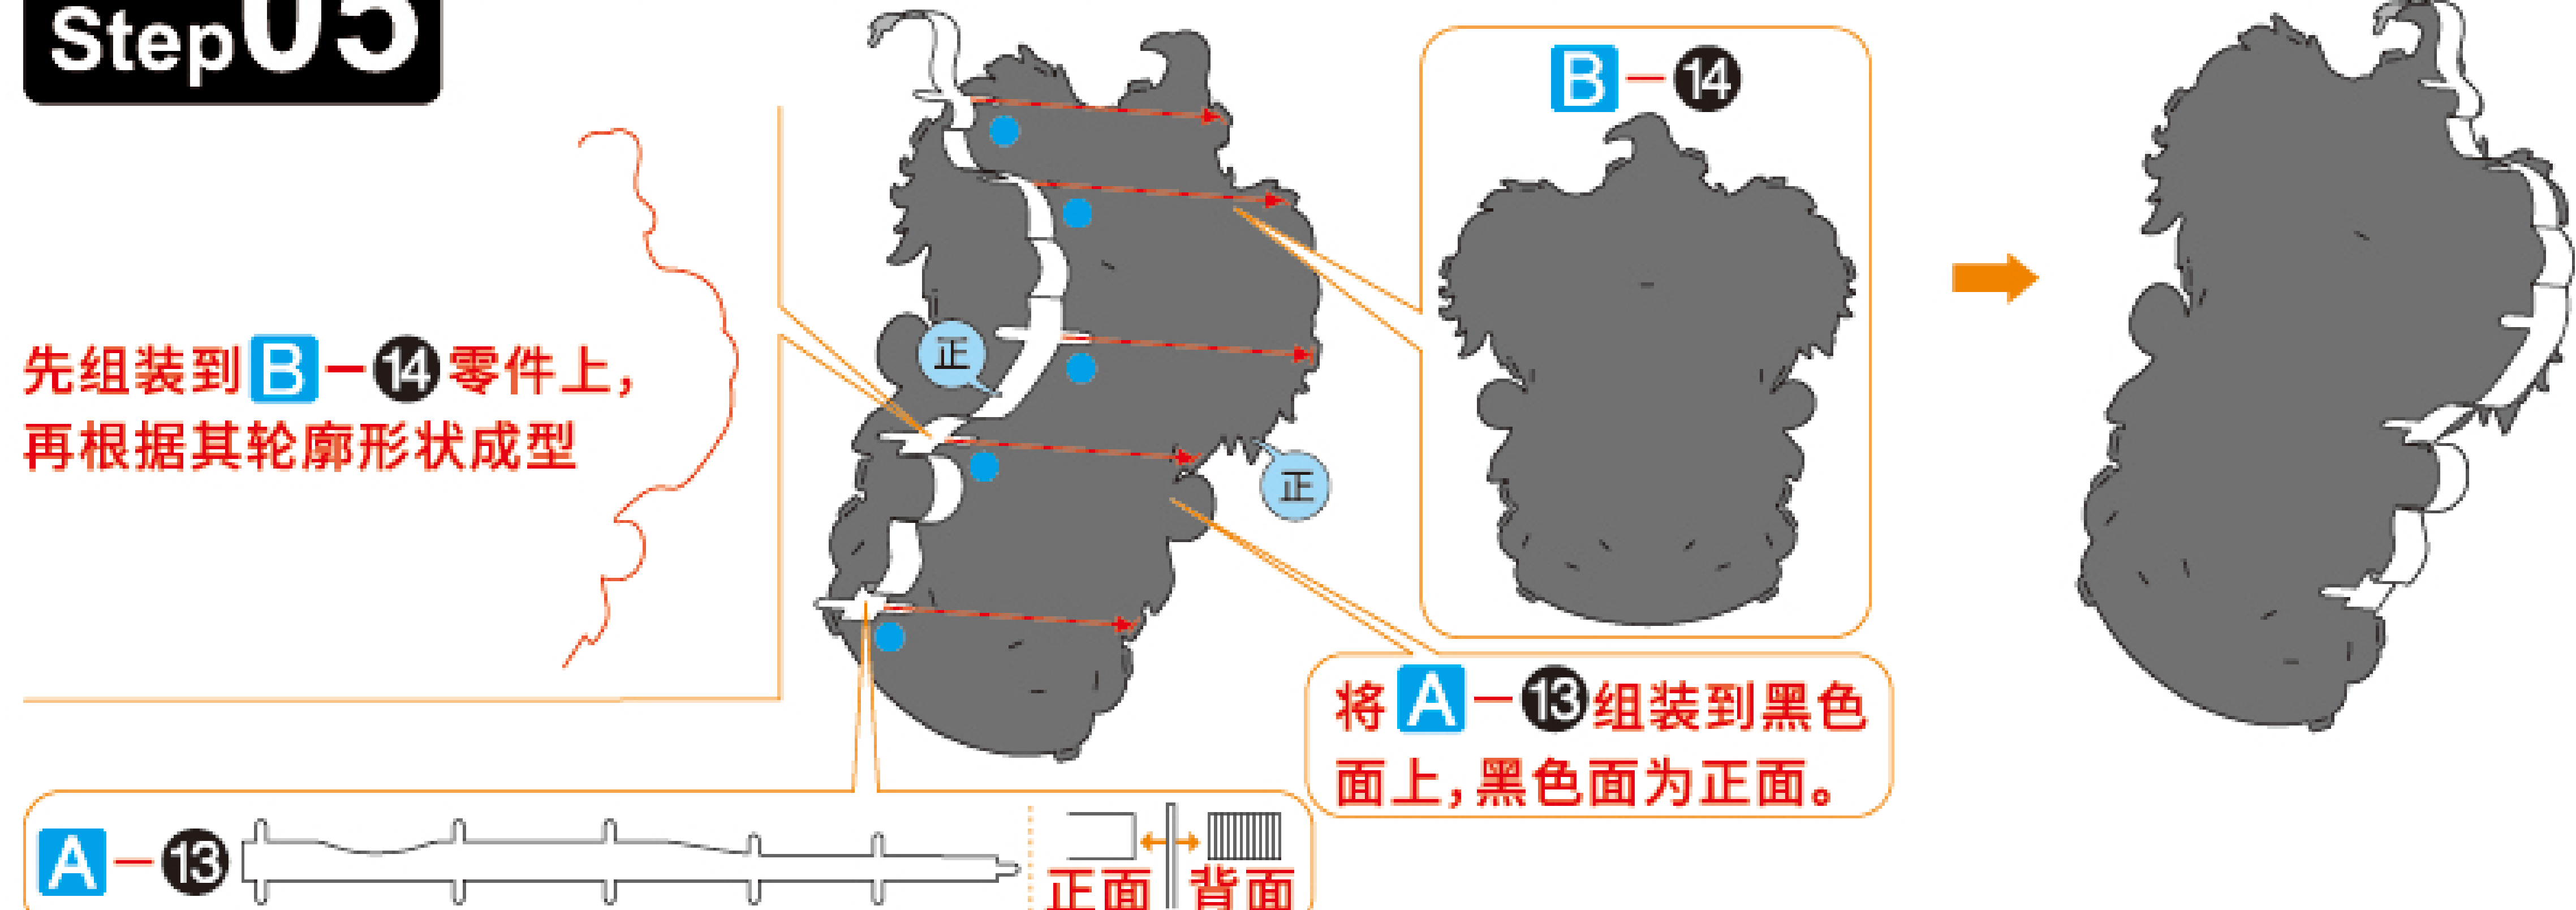 Step05
B－⑭
先组装到B－⑭零件上，
再根据其轮廓形状成型
正
正
将A－⑬组装到黑色
面上，黑色面为正面。
A－⑬
正面 背面